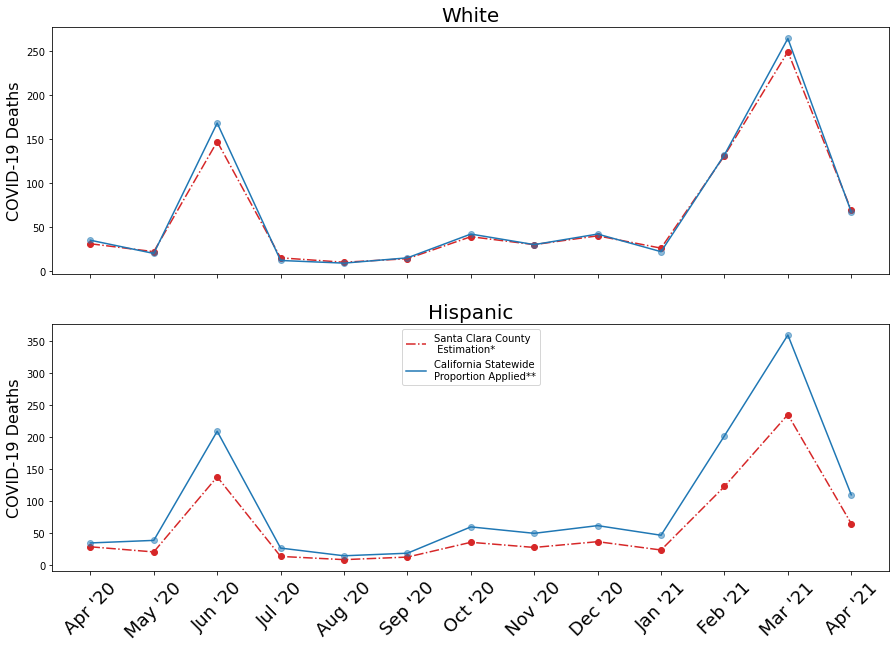 White
COVID-19 Deaths
250
200
150
100
50
0
Hispanic
COVID-19 Deaths
350
300
250
200
150
100
50
0
Santa Clara County
Estimation*
California Statewide
Proportion Applied**
Apr '20
May '20
Jun '20
Jul '20
Aug '20
Sep '20
Oct '20
Nov '20
Dec '20
Jan '21
Feb '21
Mar '21
Apr '21